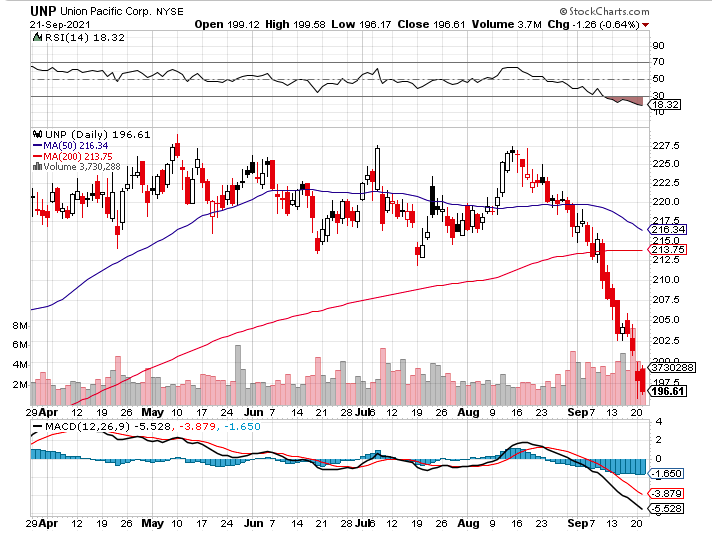 UNP Union Pacific Corp. NYSE © StockCharts.com
21-Sep-2021 Open 199.12 High 199.58 Low 196.17 Close 196.61 Volume 3.7M Chg -1.26 (-0.64%)
RSI(14) 18.32
90
70
50
30
18.32
10
UNP (Daily) 196.61
MA(50) 216.34
MA(200) 213.75
Volume 3,730,288
227.5
225.0
222.5
220.0
217.5
216.34
215.0
213.75
212.5
210.0
207.5
205.0
202.5
200.0
3730288
197.5
196.61
8M
6M
4M
2M
29 Apr 12 19 26 May 10 17 24 Jun 7 14 21 28 Jul 12 19 26 Aug 9 16 23 Sep 7 13 20
MACD(12,26,9) -5.528, -3.879, -1.650
4
2
0
-1.650
-3.879
-5.528
29 Apr 12 19 26 May 10 17 24 Jun 7 14 21 28 Jul 12 19 26 Aug 9 16 23 Sep 7 13 20